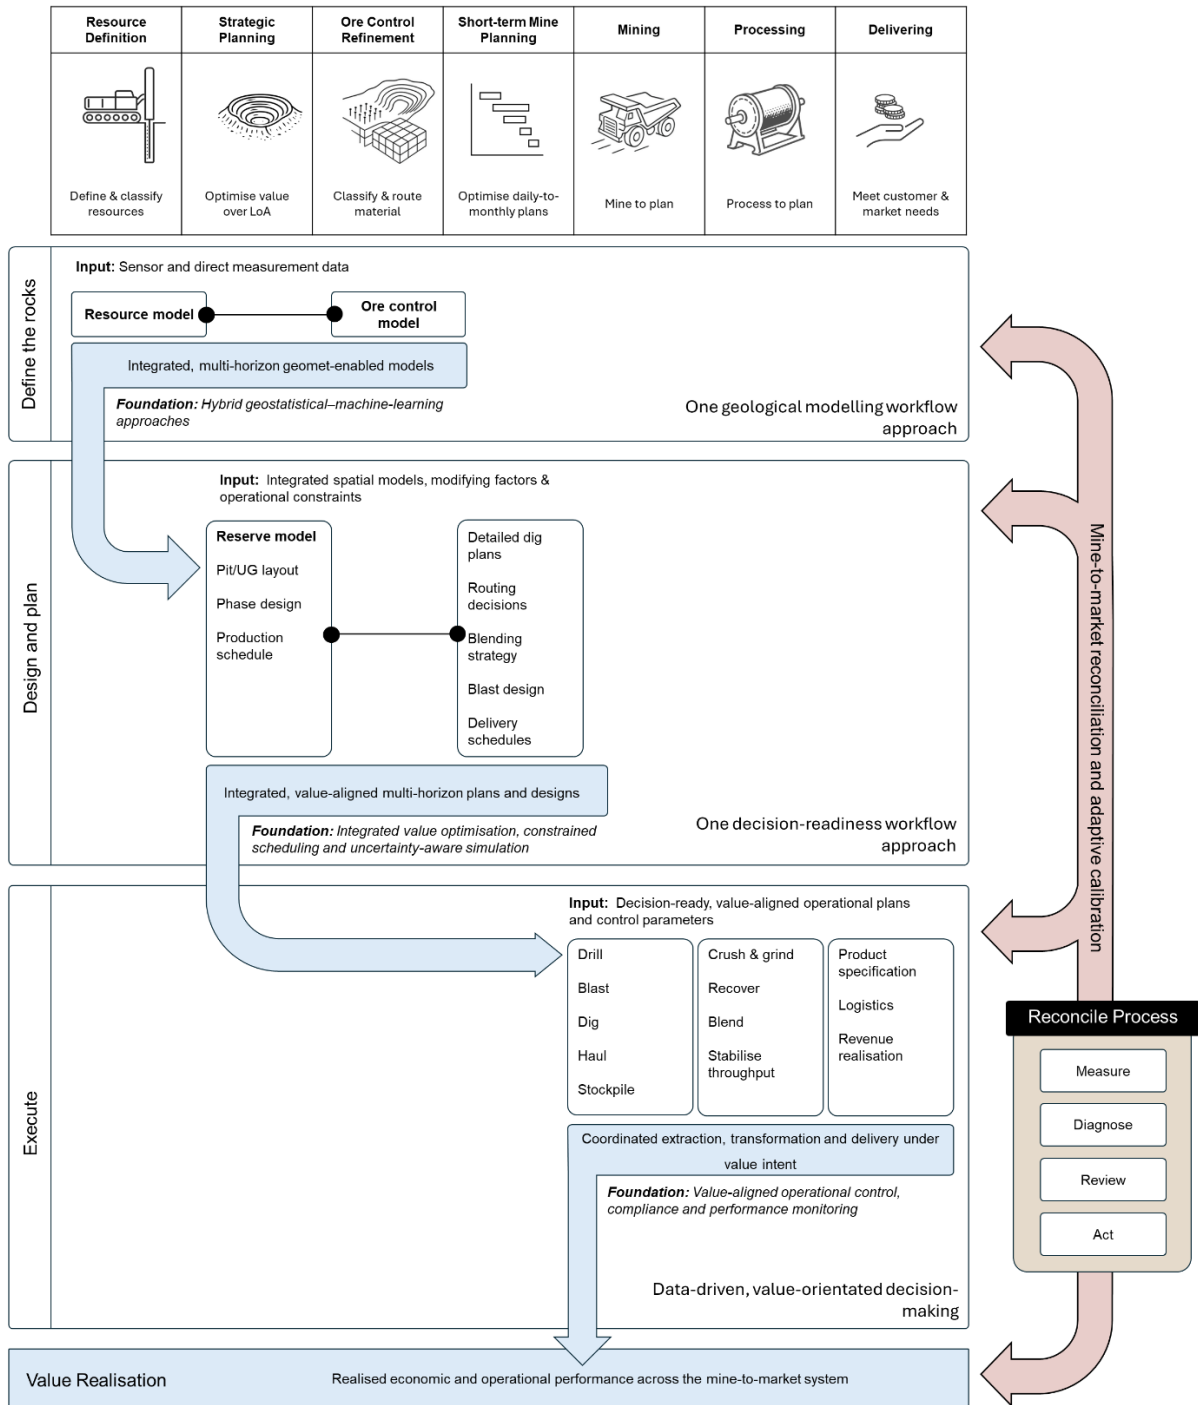 Resource
Definition
Strategic
Planning
Ore Control
Refinement
Short-term Mine
Planning
Mining
Processing
Delivering
Define & classify
resources
Optimise value
over LoA
Classify & route
material
Optimise daily-to-
monthly plans
Mine to plan
Process to plan
Meet customer &
market needs
Define the rocks
Input: Sensor and direct measurement data
Resource model
Ore control
model
Integrated, multi-horizon geomet-enabled models
Foundation: Hybrid geostatistical–machine-learning
approaches
One geological modelling workflow
approach
Design and plan
Input: Integrated spatial models, modifying factors &
operational constraints
Reserve model
Pit/UG layout
Phase design
Production
schedule
Detailed dig
plans
Routing
decisions
Blending
strategy
Blast design
Delivery
schedules
Integrated, value-aligned multi-horizon plans and designs
Foundation: Integrated value optimisation, constrained
scheduling and uncertainty-aware simulation
One decision-readiness workflow
approach
Execute
Input: Decision-ready, value-aligned operational plans
and control parameters
Drill
Blast
Dig
Haul
Stockpile
Crush & grind
Recover
Blend
Stabilise
throughput
Product
specification
Logistics
Revenue
realisation
Coordinated extraction, transformation and delivery under
value intent
Foundation: Value-aligned operational control,
compliance and performance monitoring
Data-driven, value-orientated decision-
making
Value Realisation
Realised economic and operational performance across the mine-to-market system
Mine-to-market reconciliation and adaptive calibration
Reconcile Process
Measure
Diagnose
Review
Act